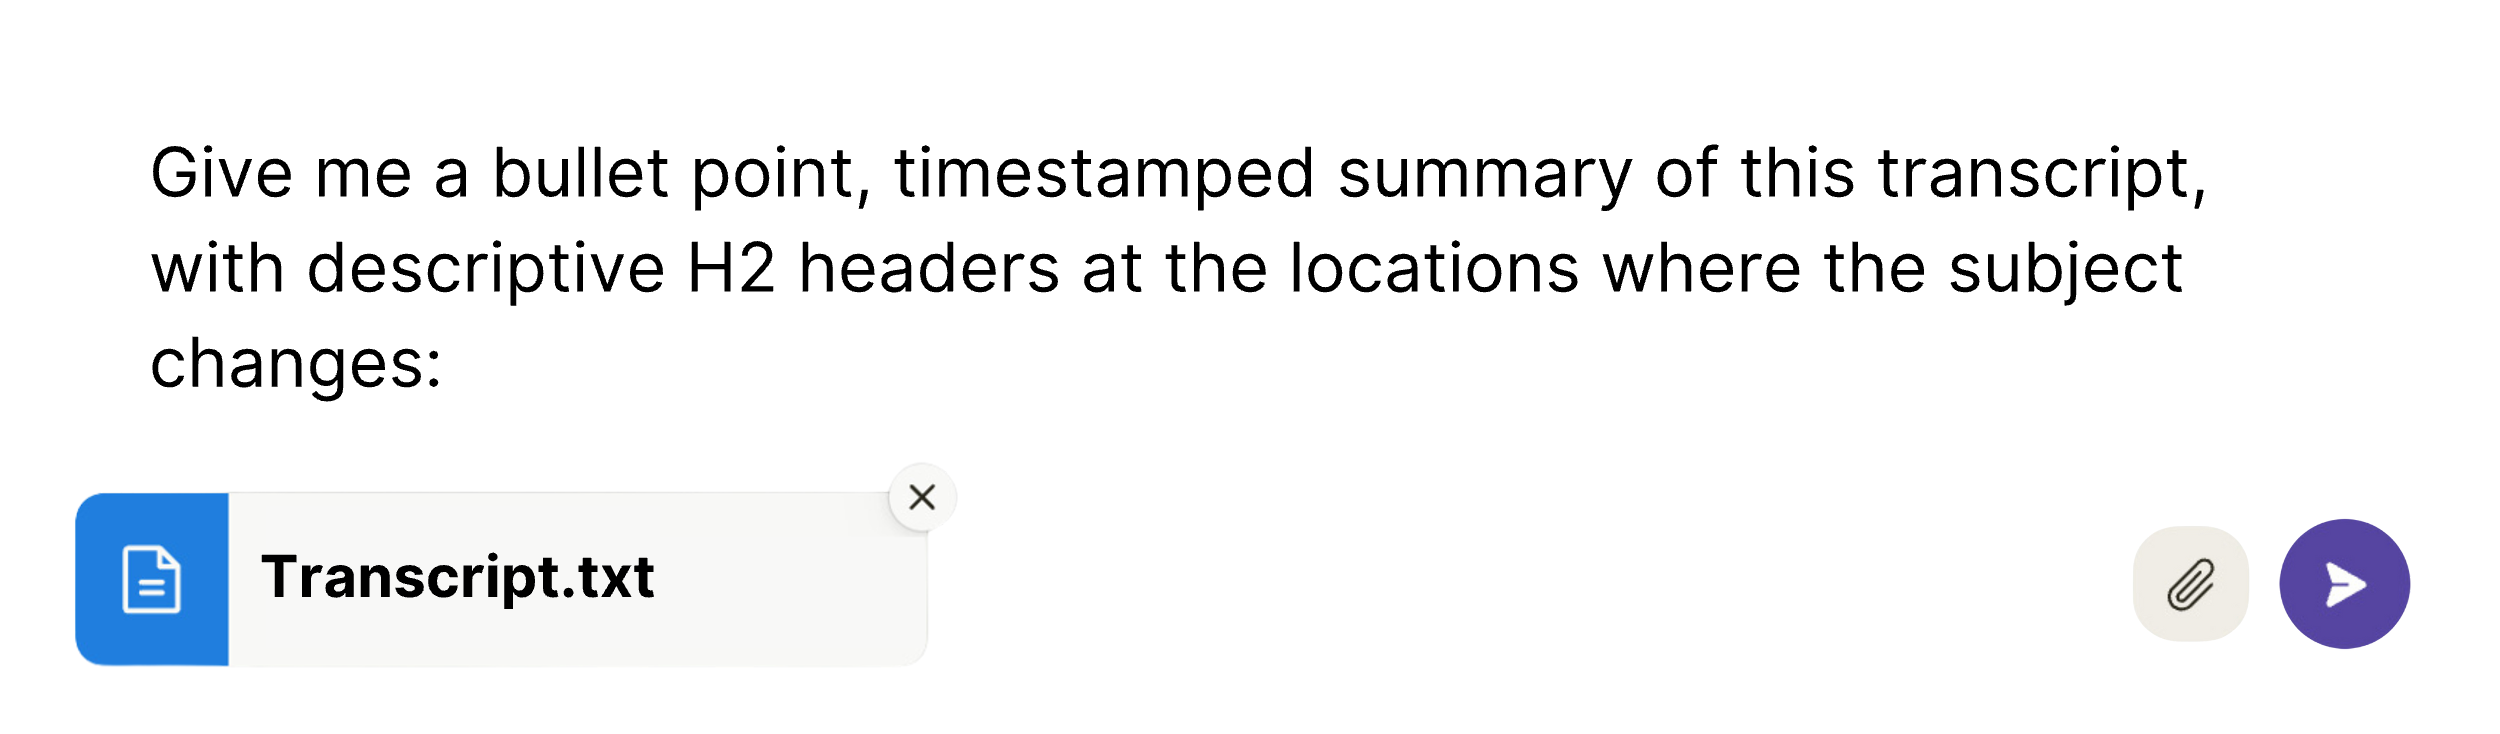 Give me a bullet point, timestamped summary of this transcript,
with descriptive H2 headers at the locations where the subject
changes:
Transcript.txt